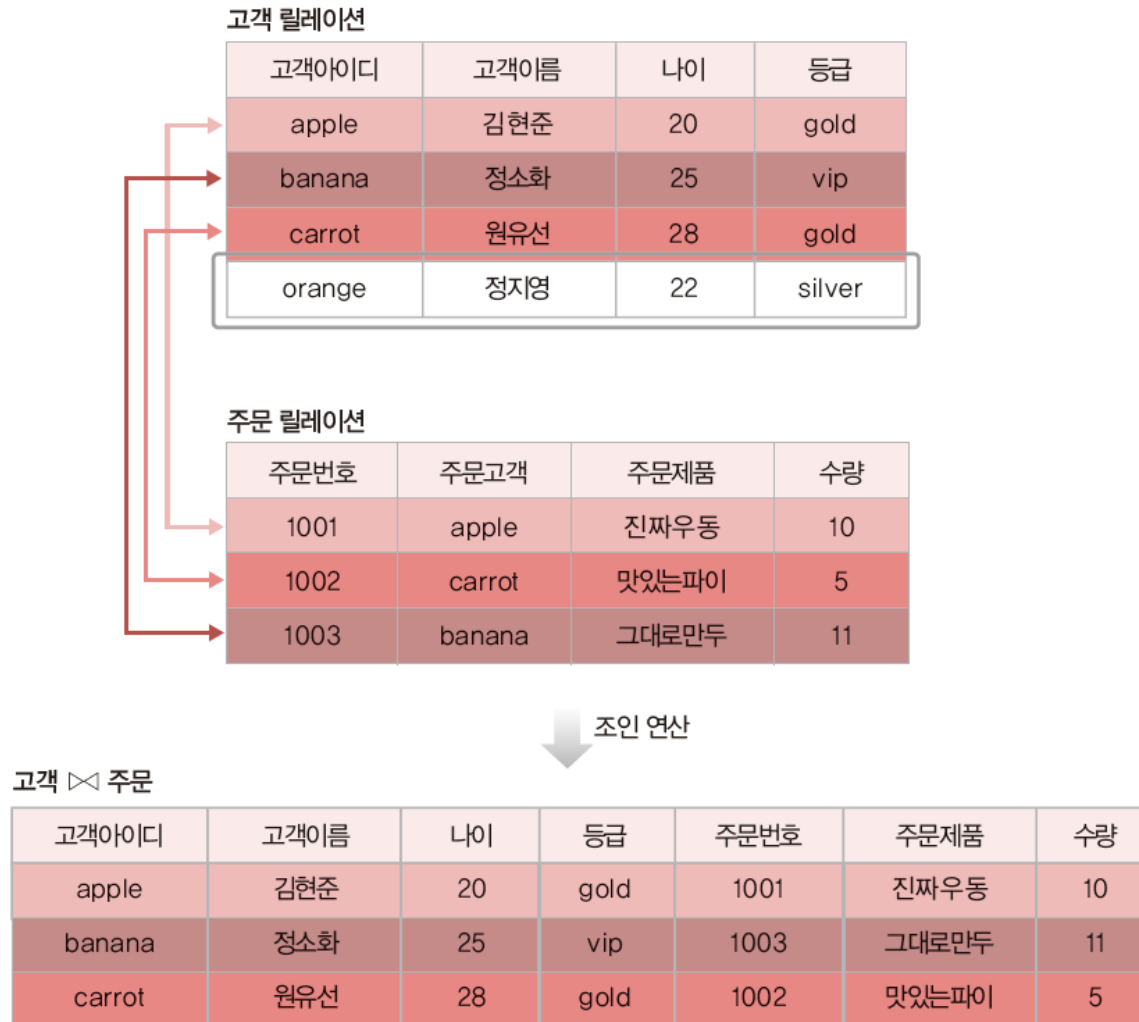 고객 릴레이션
고객아이디 고객이름 나이 등급
apple 김현준 20 gold
banana 정소화 25 vip
carrot 원유선 28 gold
orange 정지영 22 silver
주문 릴레이션
주문번호 주문고객 주문제품 수량
1001 apple 진짜우동 10
1002 carrot 맛있는파이 5
1003 banana 그대로만두 11
조인 연산
고객 ⋈ 주문
고객아이디 고객이름 나이 등급 주문번호 주문제품 수량
apple 김현준 20 gold 1001 진짜우동 10
banana 정소화 25 vip 1003 그대로만두 11
carrot 원유선 28 gold 1002 맛있는파이 5